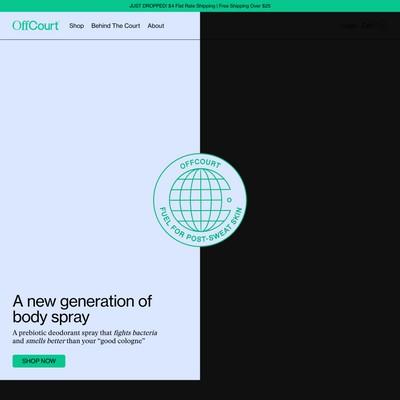 JUST DROPPED! $4 Flat Rate Shipping | Free Shipping Over $25
OffCourt
Shop
Behind The Court
About
Login
Cart
OFFCOURT
FUEL FOR POST-SWEAT SKIN
A new generation of
body spray
A prebiotic deodorant spray that fights bacteria
and smells better than your “good cologne”
SHOP NOW